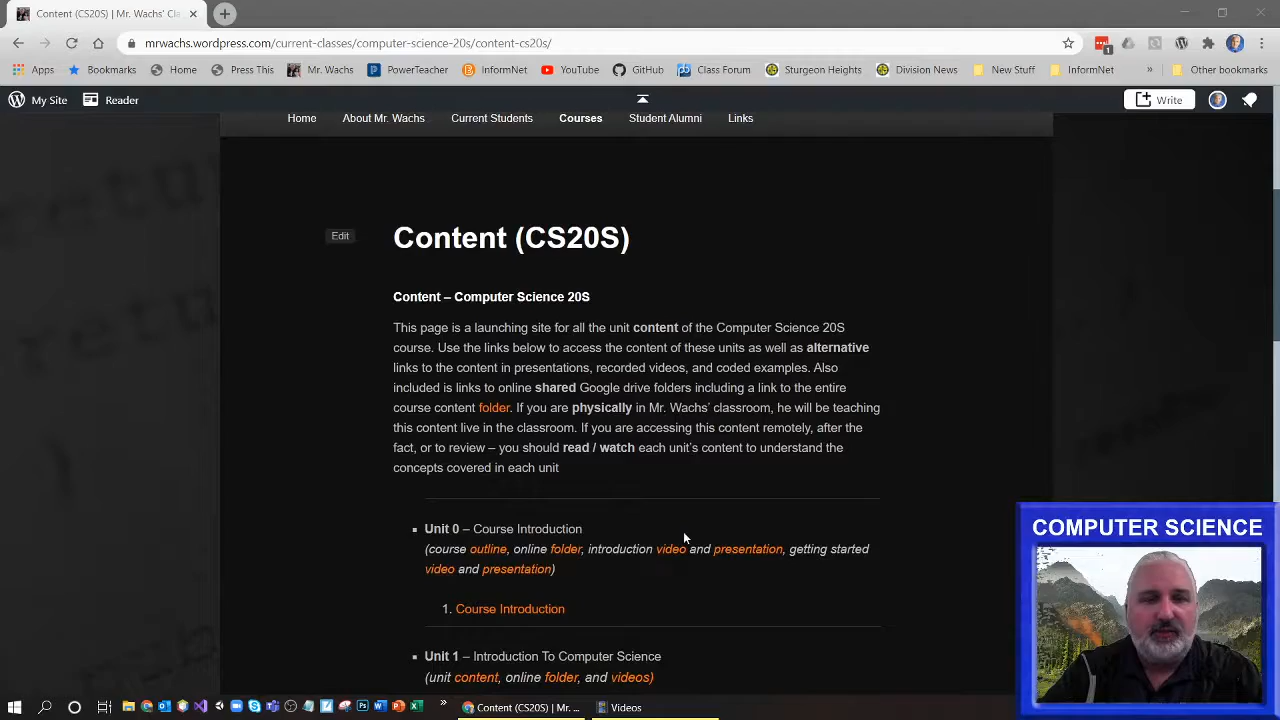 Content (CS20S) | Mr. Wachs' Cla
mrwachs.wordpress.com/current-classes/computer-science-20s/content-cs20s/
1
Apps Bookmarks Home Press This Mr. Wachs PowerTeacher InformNet YouTube GitHub Class Forum Sturgeon Heights Division News New Stuff InformNet » Other bookmarks
My Site Reader Write
Home About Mr. Wachs Current Students Courses Student Alumni Links
Edit
Content (CS20S)
Content – Computer Science 20S
This page is a launching site for all the unit content of the Computer Science 20S
course. Use the links below to access the content of these units as well as alternative
links to the content in presentations, recorded videos, and coded examples. Also
included is links to online shared Google drive folders including a link to the entire
course content folder. If you are physically in Mr. Wachs' classroom, he will be teaching
this content live in the classroom. If you are accessing this content remotely, after the
fact, or to review – you should read / watch each unit's content to understand the
concepts covered in each unit
Unit 0 – Course Introduction
(course outline, online folder, introduction video and presentation, getting started
video and presentation)
1. Course Introduction
Unit 1 – Introduction To Computer Science
(unit content, online folder, and videos)
COMPUTER SCIENCE
Content (CS20S) | Mr. ... Videos